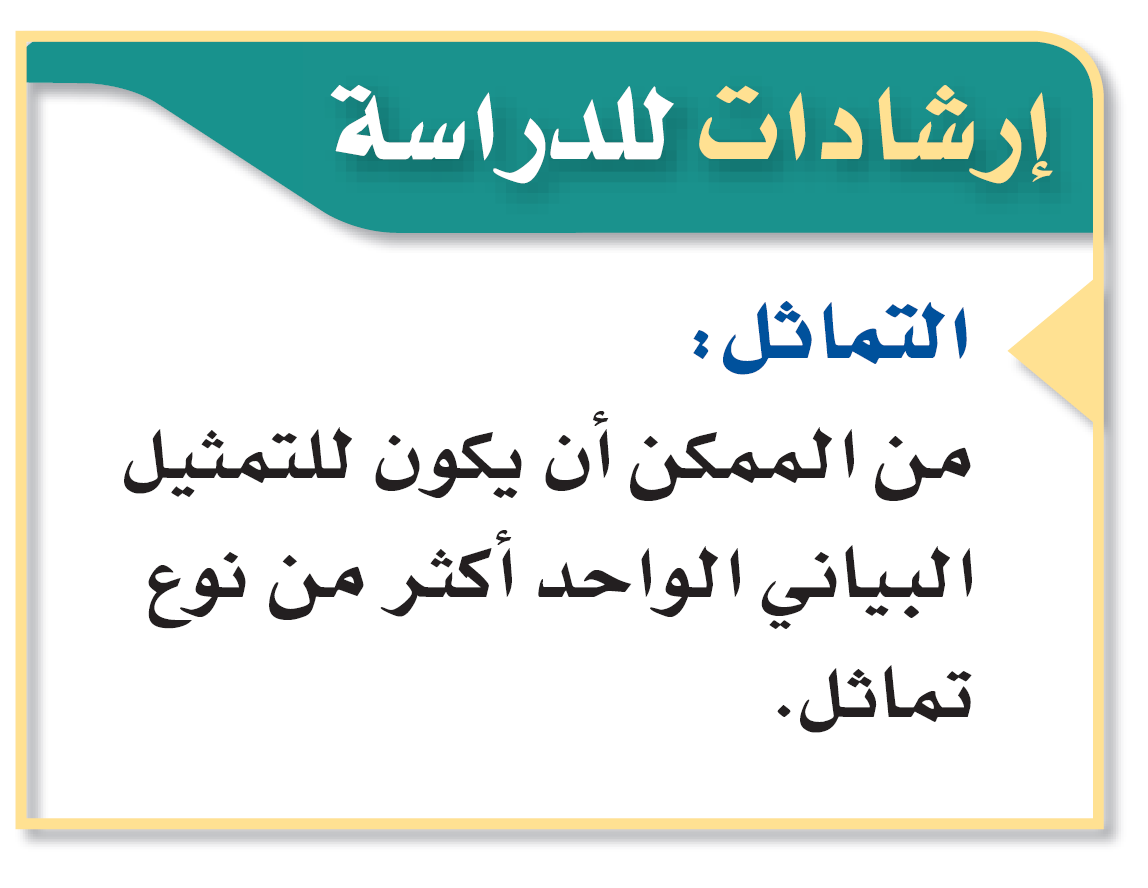 إرشادات للدراسة
التماثل:
من الممكن أن يكون للتمثيل
البياني الواحد أكثر من نوع
تماثل.